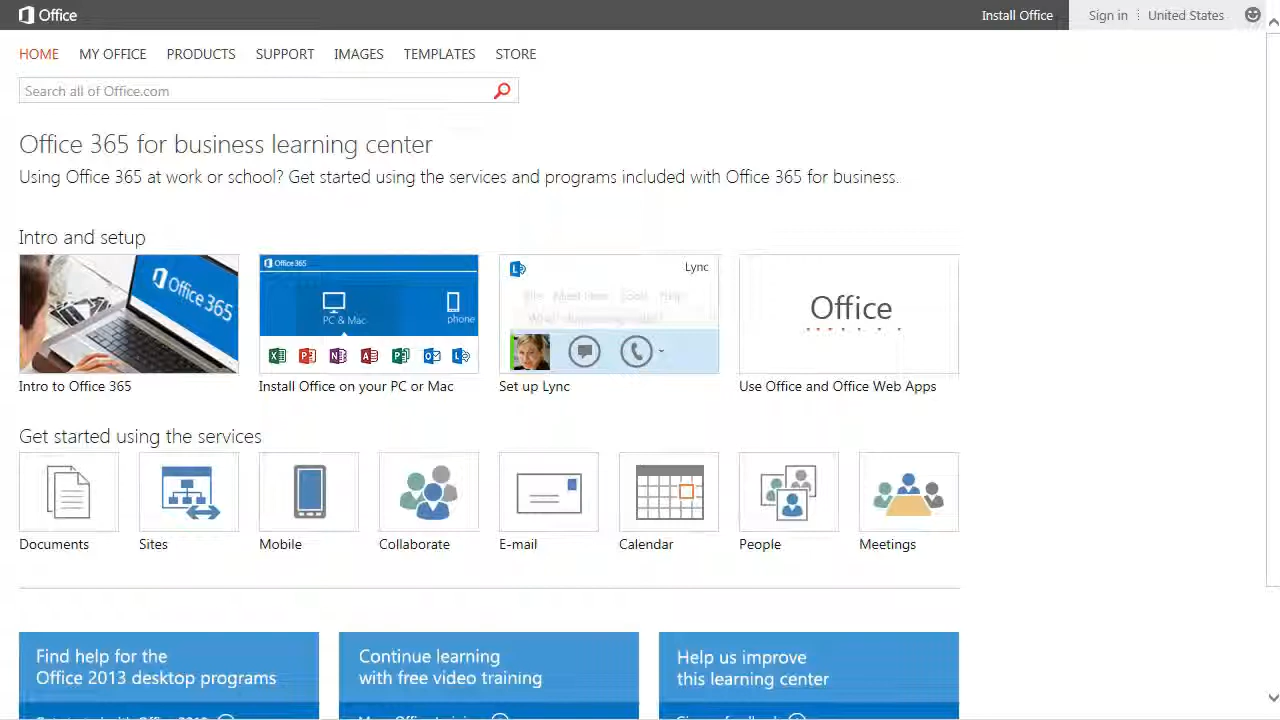 Office
Install Office
Sign in
United States
HOME MY OFFICE PRODUCTS SUPPORT IMAGES TEMPLATES STORE
Search all of Office.com
Office 365 for business learning center
Using Office 365 at work or school? Get started using the services and programs included with Office 365 for business.
Intro and setup
Office 365
Office 365
PC & Mac
phone
Lync
Office
Intro to Office 365
Install Office on your PC or Mac
Set up Lync
Use Office and Office Web Apps
Get started using the services
Documents
Sites
Mobile
Collaborate
E-mail
Calendar
People
Meetings
Find help for the
Office 2013 desktop programs
Continue learning
with free video training
Help us improve
this learning center